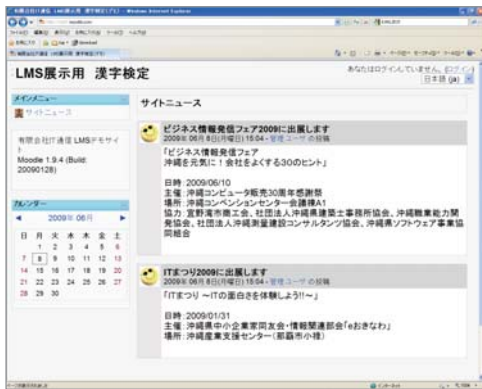 LMS展示用 漢字検定
あなたはログインしていません。(ログイン)
日本語 (ja)
メインメニュー
サイトニュース
有限会社IT通信 LMSデモサイト
Moodle 1.9.4 (Build: 20090128)
カレンダー
2009年 06月
日 月 火 水 木 金 土
1 2 3 4 5 6
7 8 9 10 11 12 13
14 15 16 17 18 19 20
21 22 23 24 25 26 27
28 29 30
サイトニュース
ビジネス情報発信フェア2009に出展します
2009年 06月 8日(月曜日) 15:04 - 管理 ユーザ の投稿
「ビジネス情報発信フェア
沖縄を元気に!会社をよくする30のヒント」
日時: 2009/06/10
主催: 沖縄コンピュータ販売30周年感謝祭
場所: 沖縄コンベンションセンター会議棟A1
協力: 宜野湾市商工会、社団法人沖縄県建築士事務所協会、沖縄職業能力開
発協会、社団法人沖縄測量建設コンサルタンツ協会、沖縄県ソフトウェア事業協
同組合
ITまつり2009に出展します
2009年 06月 8日(月曜日) 15:04 - 管理 ユーザ の投稿
「ITまつり ~ITの面白さを体験しよう!!~」
日時: 2009/01/31
主催: 沖縄県中小企業家同友会・情報関連部会「eおきなわ」
場所: 沖縄産業支援センター(那覇市小禄)